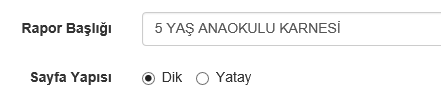 Rapor Başlığı 5 YAŞ ANAOKULU KARNESİ
Sayfa Yapısı Dik Yatay